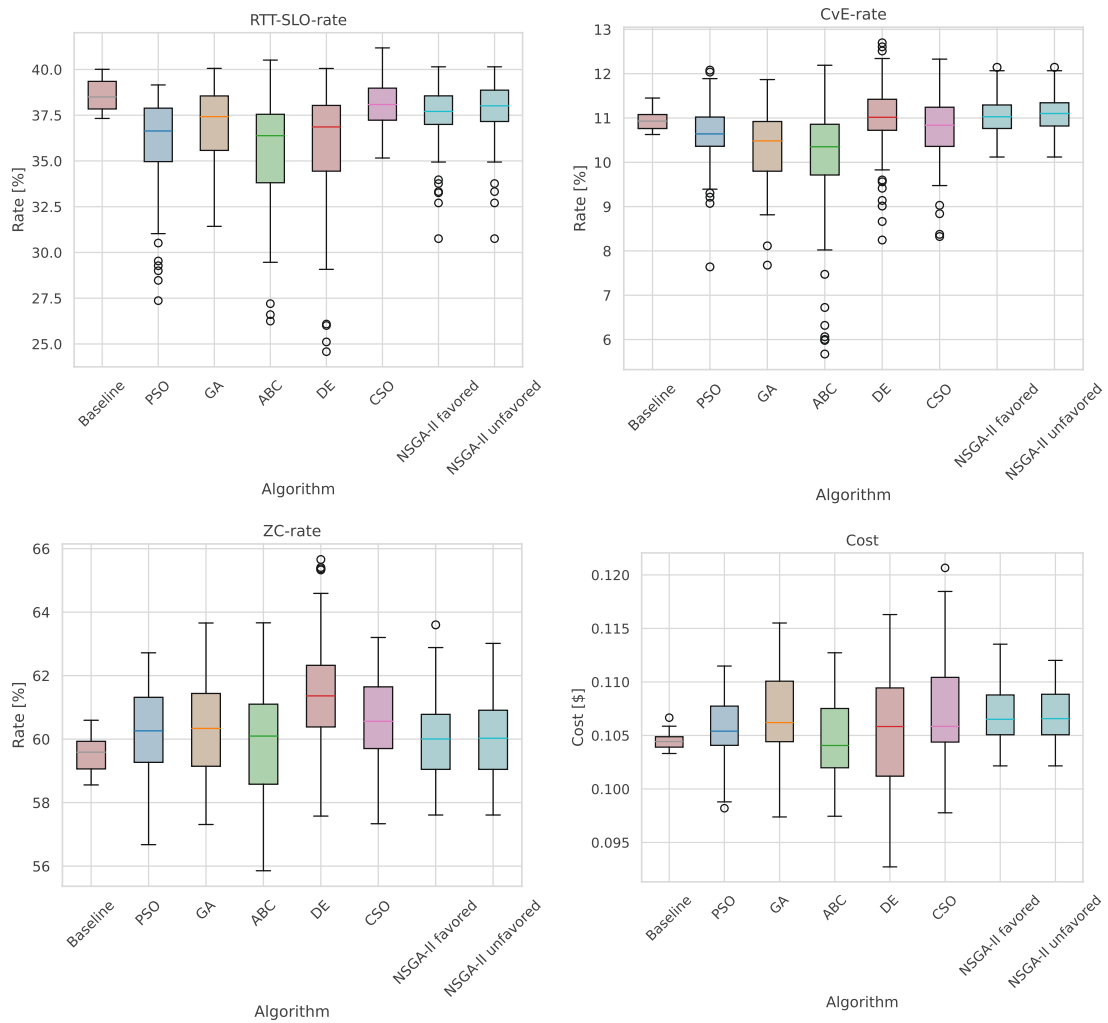 RTT-SLO-rate
Rate [%]
40.0
37.5
35.0
32.5
30.0
27.5
25.0
Baseline
PSO
GA
ABC
DE
CSO
NSGA-II favored
NSGA-II unfavored
Algorithm
CvE-rate
Rate [%]
13
12
11
10
9
8
7
6
Baseline
PSO
GA
ABC
DE
CSO
NSGA-II favored
NSGA-II unfavored
Algorithm
ZC-rate
Rate [%]
66
64
62
60
58
56
Baseline
PSO
GA
ABC
DE
CSO
NSGA-II favored
NSGA-II unfavored
Algorithm
Cost
Cost [$]
0.120
0.115
0.110
0.105
0.100
0.095
Baseline
PSO
GA
ABC
DE
CSO
NSGA-II favored
NSGA-II unfavored
Algorithm